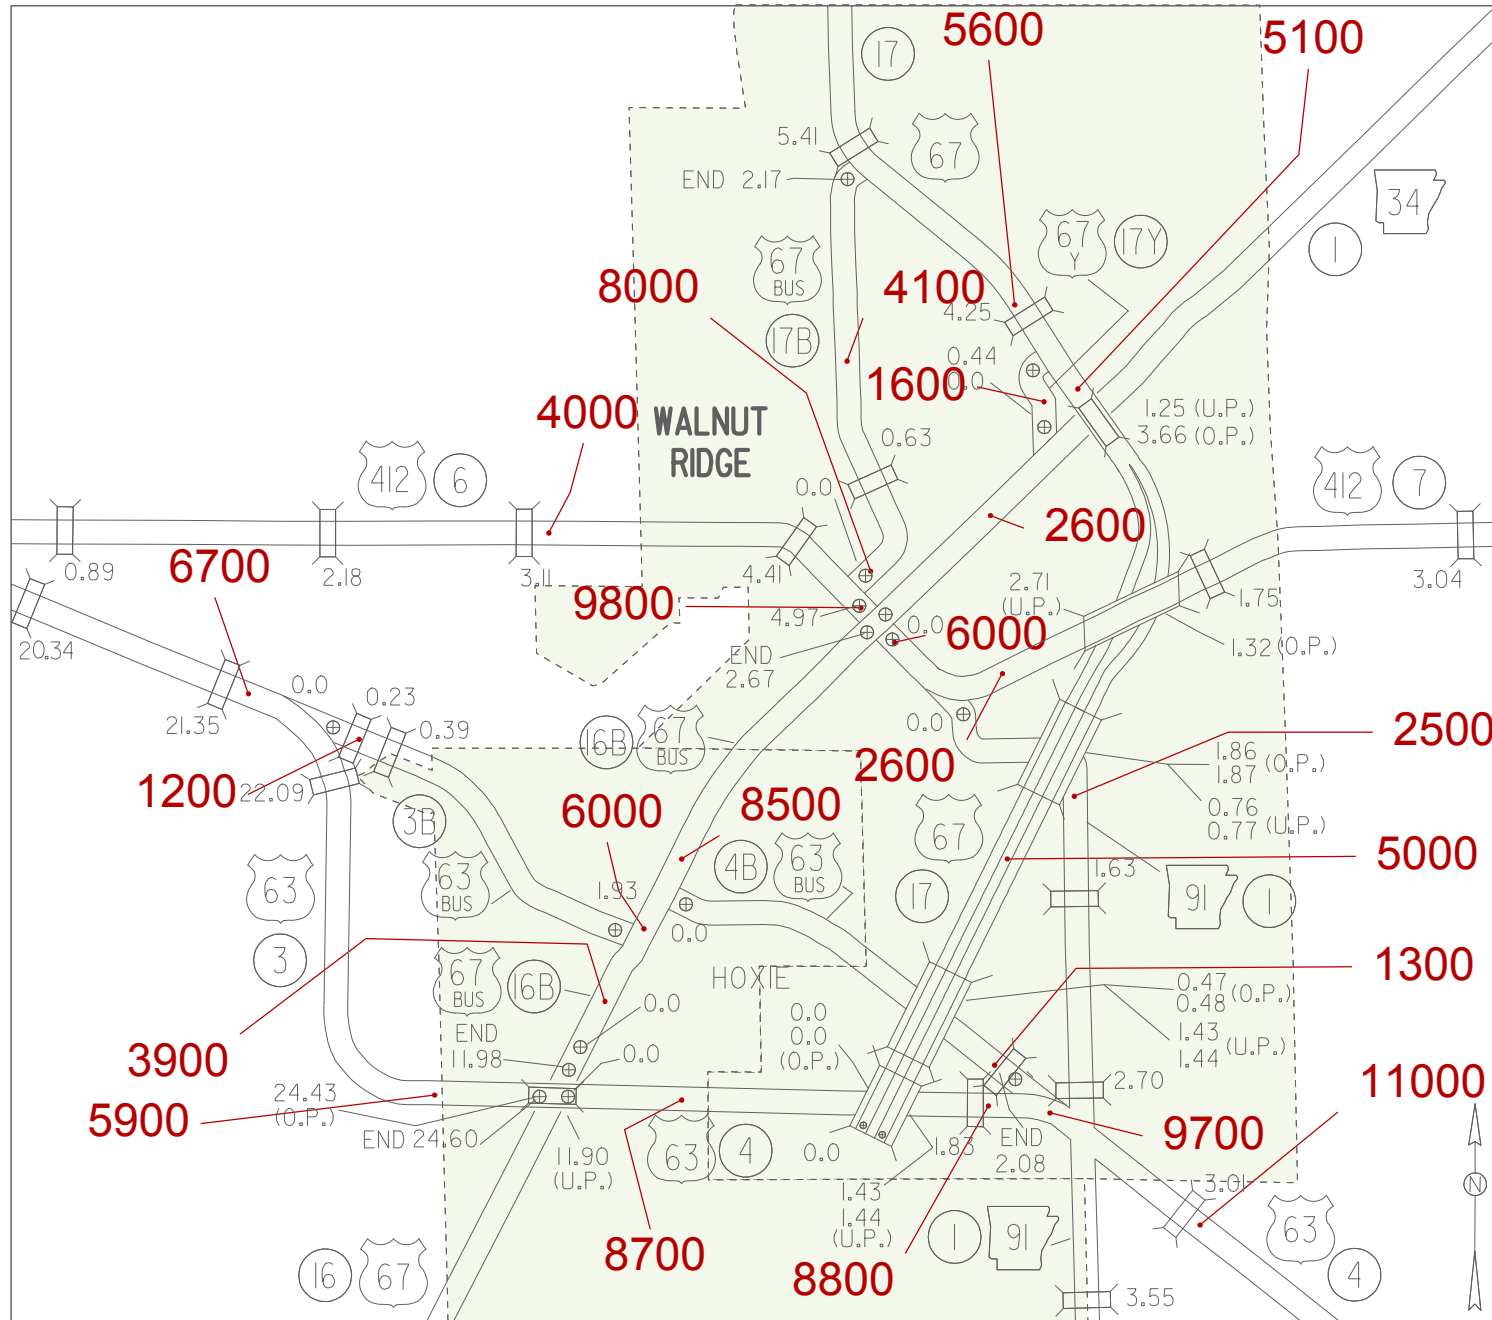 5600
5100
17
5.41
67
END 2.17
34
67
Y
17Y
1
67
BUS
8000
4100
4.25
17B
0.44
0.0
1600
4000
WALNUT
RIDGE
1.25 (U.P.)
3.66 (O.P.)
0.63
412
6
0.0
412
7
2600
6700
0.89
2.18
3.11
4.41
2.71
(U.P.)
3.04
9800
4.97
0.0
6000
1.75
20.34
END
2.67
1.32 (O.P.)
0.0
0.23
21.35
0.39
16B
67
BUS
0.0
2500
2600
1.86
1.87 (O.P.)
1200
22.09
3B
6000
8500
0.76
0.77 (U.P.)
67
5000
63
63
BUS
4B
63
BUS
1.63
1.93
17
91
1
0.0
3
67
BUS
16B
HOXIE
1300
0.0
0.47
0.48 (O.P.)
END
11.98
0.0
0.0
0.0
(O.P.)
1.43
1.44 (U.P.)
3900
2.70
11000
5900
24.43
(O.P.)
END 24.60
9700
11.90
(U.P.)
63
4
0.0
1.83
END
2.08
1.43
1.44
(U.P.)
3.01
N
8700
8800
1
91
63
4
16
67
3.55